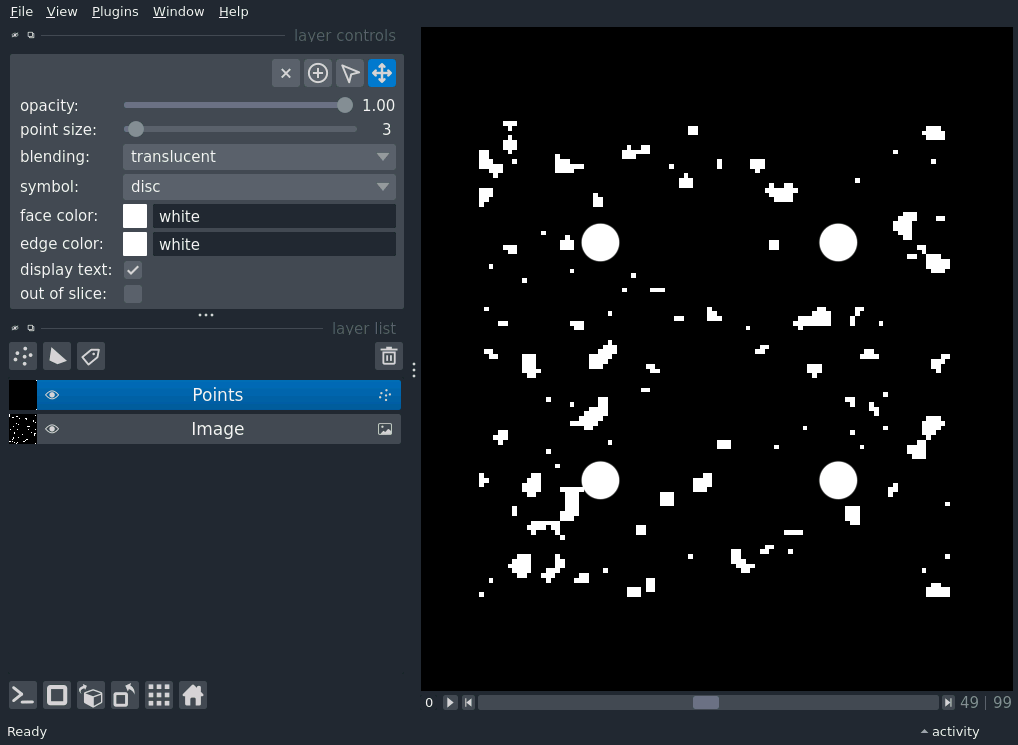 File View Plugins Window Help
layer controls
opacity: 1.00
point size: 3
blending: translucent
symbol: disc
face color: white
edge color: white
display text:
out of slice:
layer list
Points
Image
0 49 | 99
Ready activity